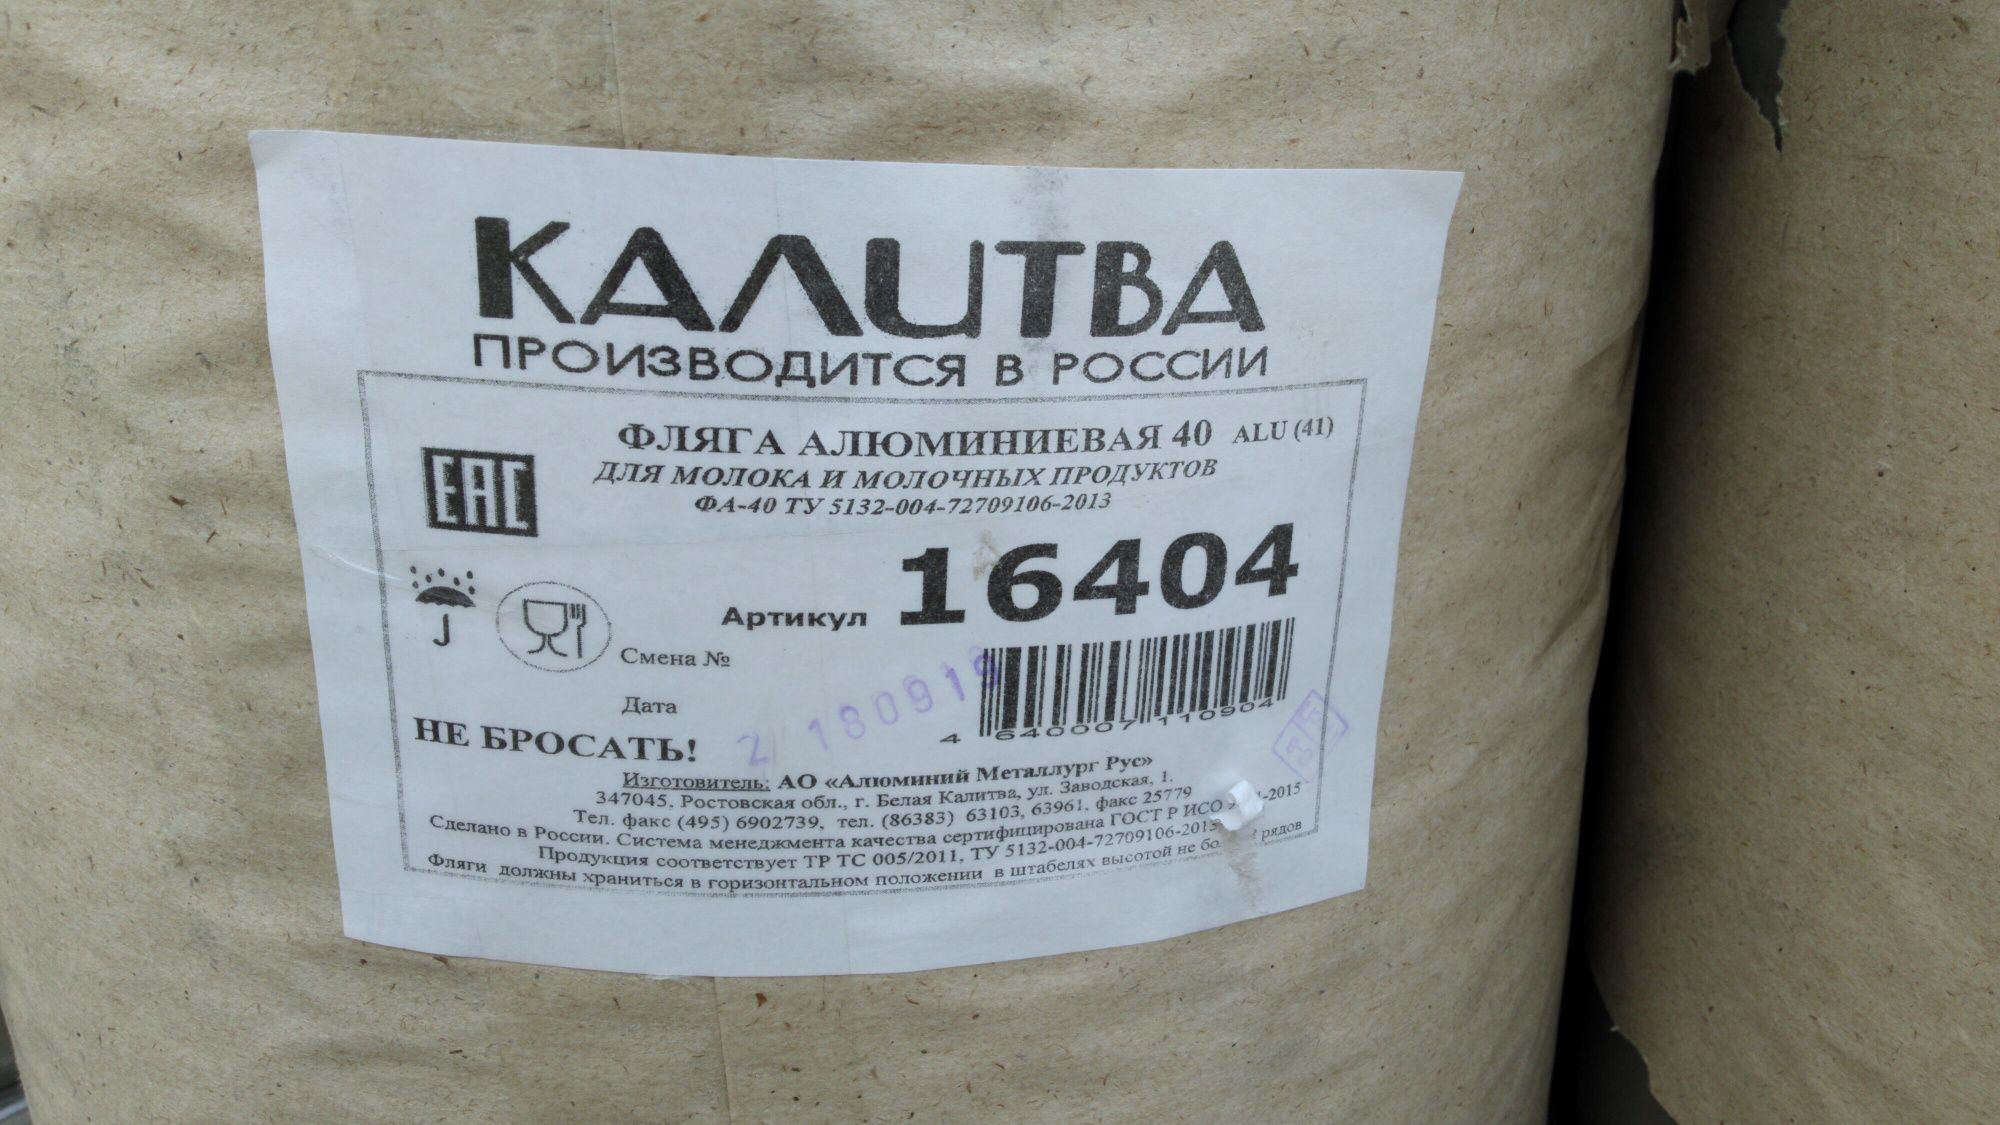 КАЛИТВА
ПРОИЗВОДИТСЯ В РОССИИ
ФЛЯГА АЛЮМИНИЕВАЯ 40 ALU (41)
ДЛЯ МОЛОКА И МОЛОЧНЫХ ПРОДУКТОВ
ФА-40 ТУ 5132-004-72709106-2013
EAC
Артикул 16404
Смена №
Дата
2 180918
4 640007 110904
НЕ БРОСАТЬ!
Изготовитель: АО «Алюминий Металлург Рус»
347045, Ростовская обл., г. Белая Калитва, ул. Заводская, 1.
Тел. факс (495) 6902739, тел. (86383) 63103, 63961, факс 25779
Сделано в России. Система менеджмента качества сертифицирована ГОСТ Р ИСО -2015
Продукция соответствует ТР ТС 005/2011, ТУ 5132-004-72709106-2013
Фляги должны храниться в горизонтальном положении в штабелях высотой не рядов